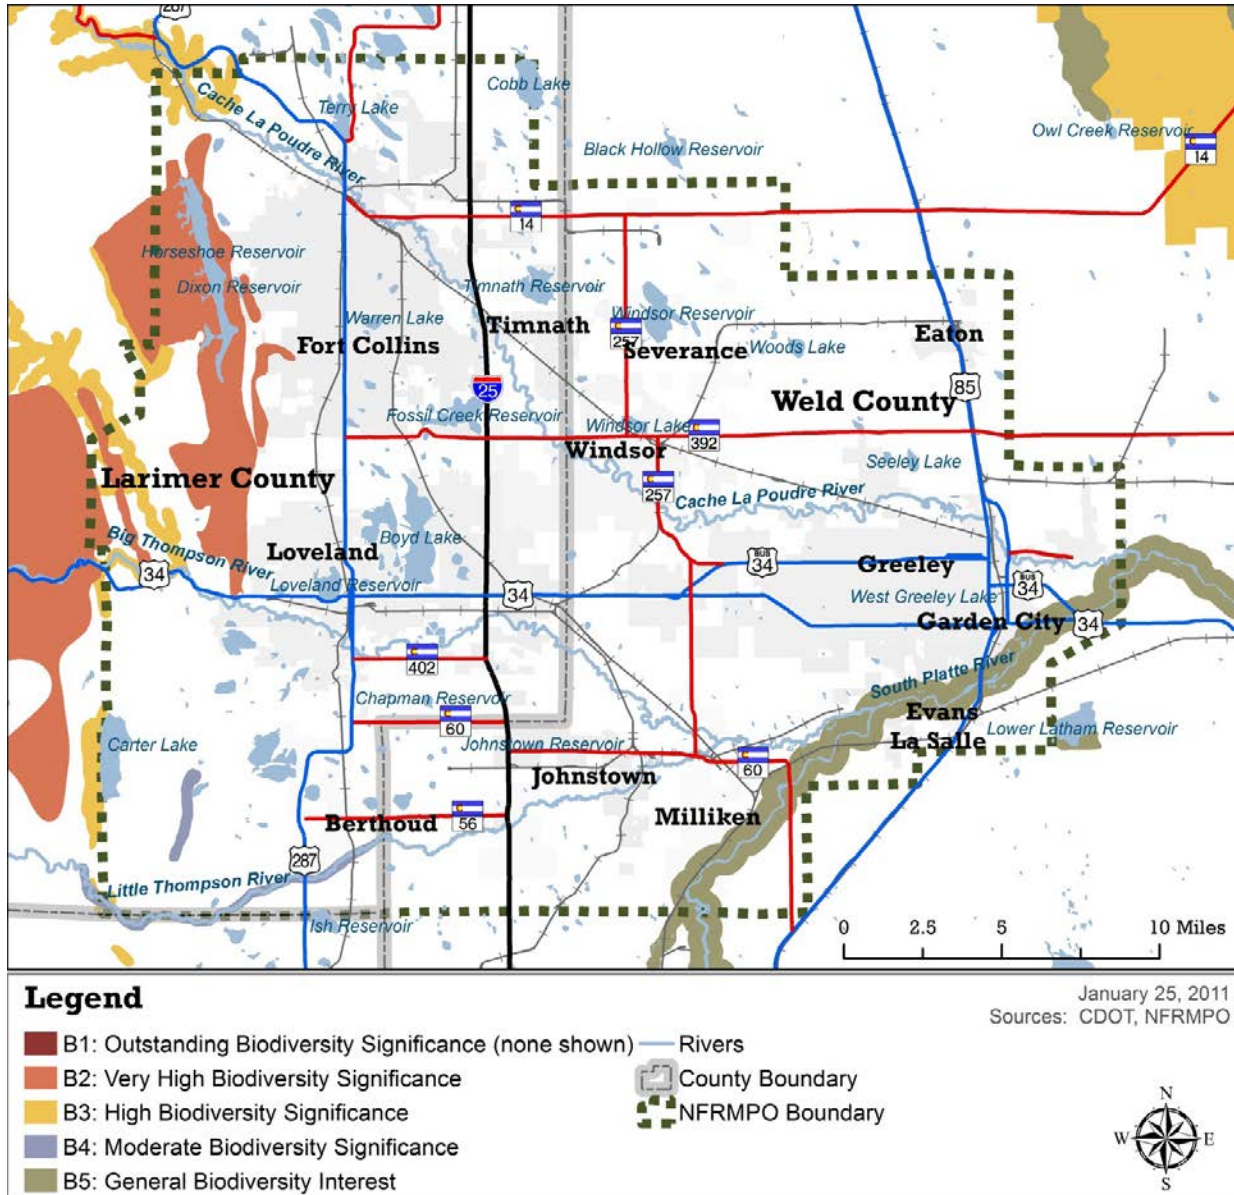 287
Cobb Lake
Terry Lake
Cache La Poudre River
Black Hollow Reservoir
Owl Creek Reservoir
14
14
Horseshoe Reservoir
Dixon Reservoir
Timnath Reservoir
Windsor Reservoir
Warren Lake
Timnath
257
Fort Collins
Severance
Woods Lake
Eaton
25
85
Weld County
Fossil Creek Reservoir
Windsor Lake
392
Windsor
Larimer County
257
Seeley Lake
Cache La Poudre River
Big Thompson River
Boyd Lake
Loveland
34
Loveland Reservoir
34
BUS
34
Greeley
BUS
34
West Greeley Lake
Garden City
34
402
South Platte River
Chapman Reservoir
60
Evans
Lower Latham Reservoir
La Salle
Carter Lake
Johnstown Reservoir
60
Johnstown
Berthoud
56
Milliken
287
Little Thompson River
Ish Reservoir
0 2.5 5 10 Miles
Legend
January 25, 2011
Sources: CDOT, NFRMPO
B1: Outstanding Biodiversity Significance (none shown)
Rivers
B2: Very High Biodiversity Significance
County Boundary
B3: High Biodiversity Significance
NFRMPO Boundary
B4: Moderate Biodiversity Significance
B5: General Biodiversity Interest
N
W E
S